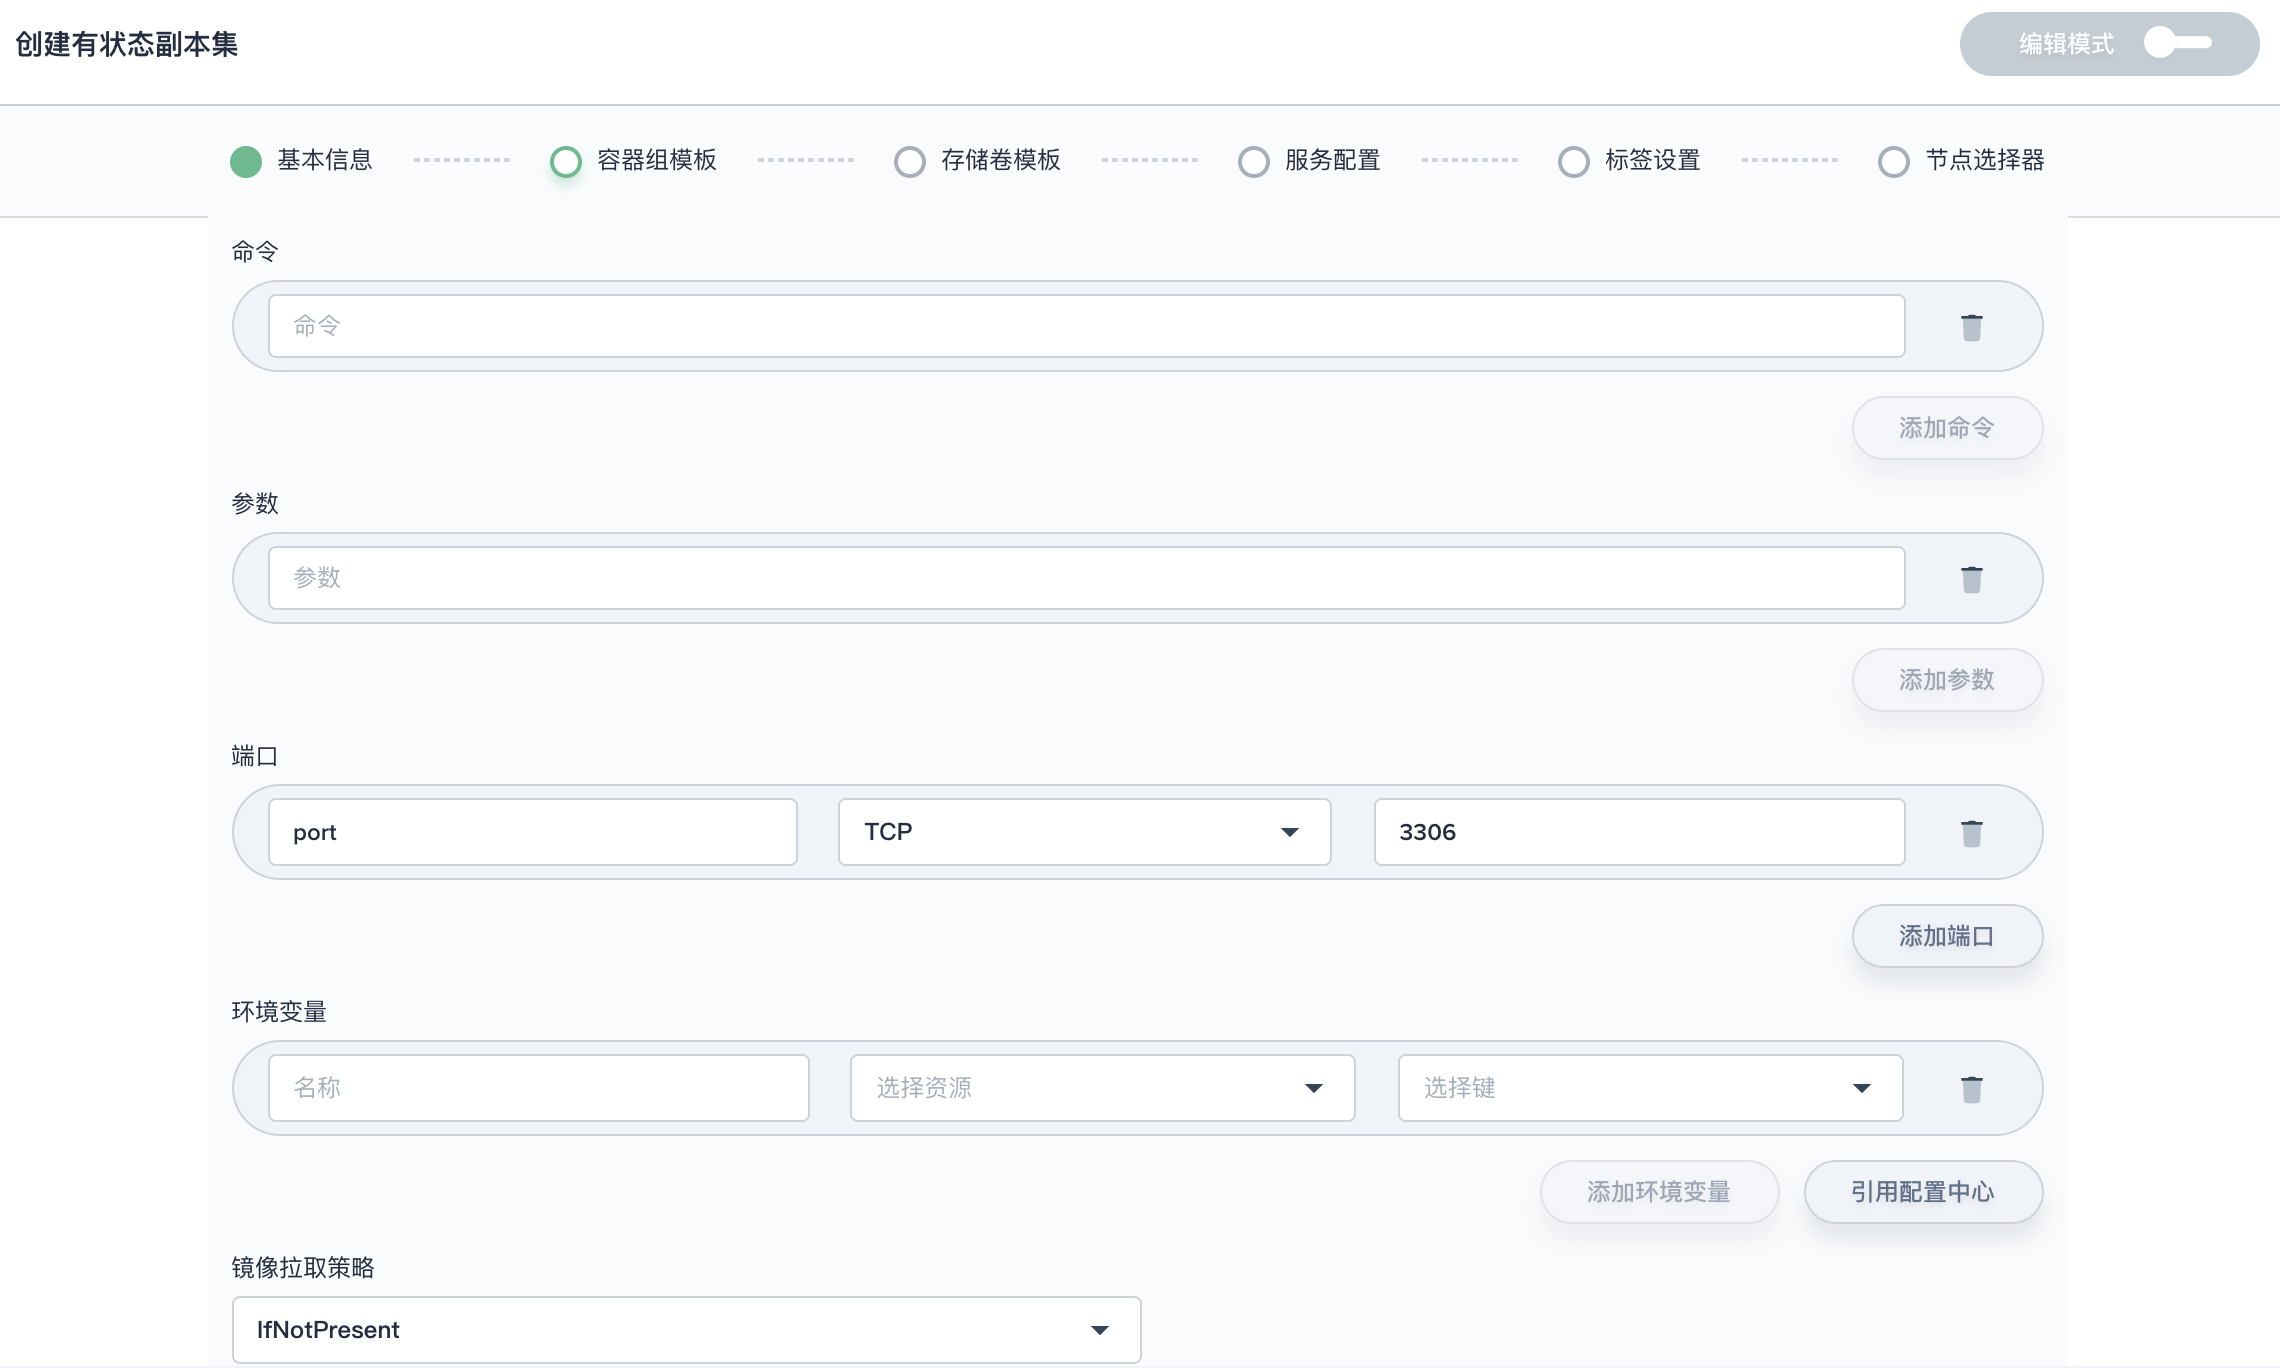 创建有状态副本集
编辑模式
基本信息 容器组模板 存储卷模板 服务配置 标签设置 节点选择器
命令
命令
添加命令
参数
参数
添加参数
端口
port TCP 3306
添加端口
环境变量
名称 选择资源 选择键
添加环境变量 引用配置中心
镜像拉取策略
IfNotPresent